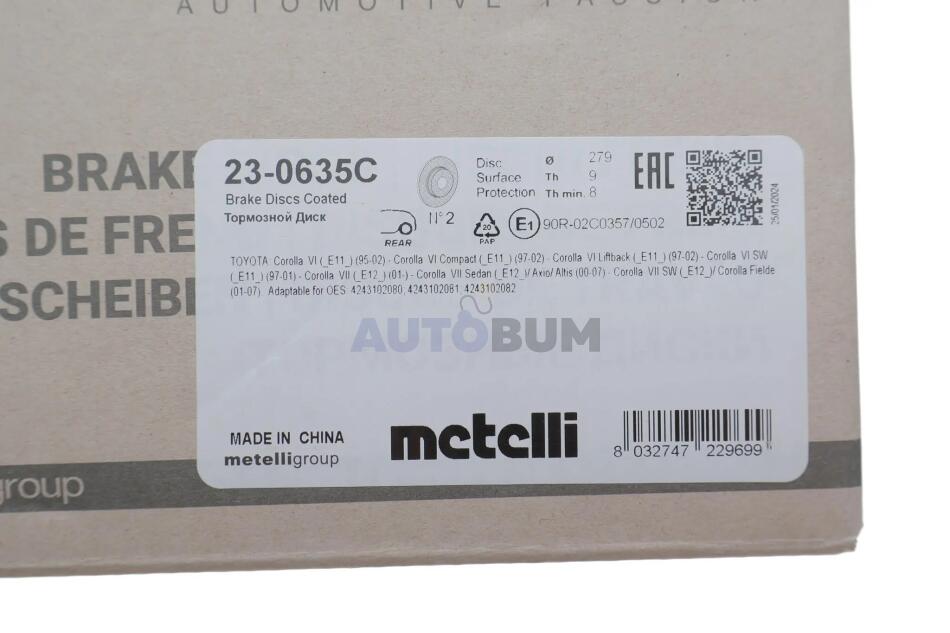 AUTOMOTIVE PASSION
BRAKE
S DE FRE
SCHEIBE
23-0635C
Brake Discs Coated
Тормозной Диск
REAR
N° 2
20
PAP
E1 90R-02C0357/0502
Disc Ø 279
Surface Th 9
Protection Th min. 8
EAC
25/01/2024
TOYOTA Corolla VI (_E11_) (95-02) - Corolla VI Compact (_E11_) (97-02) - Corolla VI Liftback (_E11_) (97-02) - Corolla VI SW
(_E11_) (97-01) - Corolla VII (_E12_) (01-) - Corolla VII Sedan (_E12_)/ Axio/ Altis (00-07) - Corolla VII SW (_E12_)/ Corolla Fielde
(01-07). Adaptable for OES: 4243102080, 4243102081, 4243102082
AUTOBUM
MADE IN CHINA
metelligroup
metelli
8 032747 229699
group